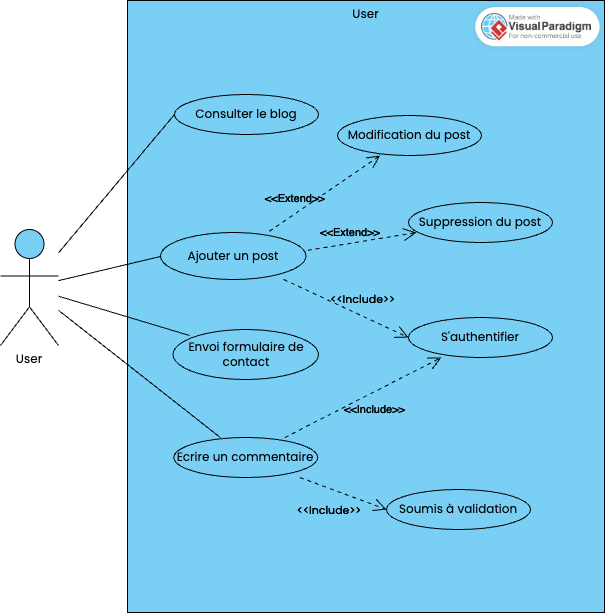 User
Made with
Visual Paradigm
For non-commercial use
Consulter le blog
Modification du post
<<Extend>>
Suppression du post
<<Extend>>
Ajouter un post
<<Include>>
S'authentifier
Envoi formulaire de
contact
User
<<Include>>
Ecrire un commentaire
<<Include>>
Soumis à validation